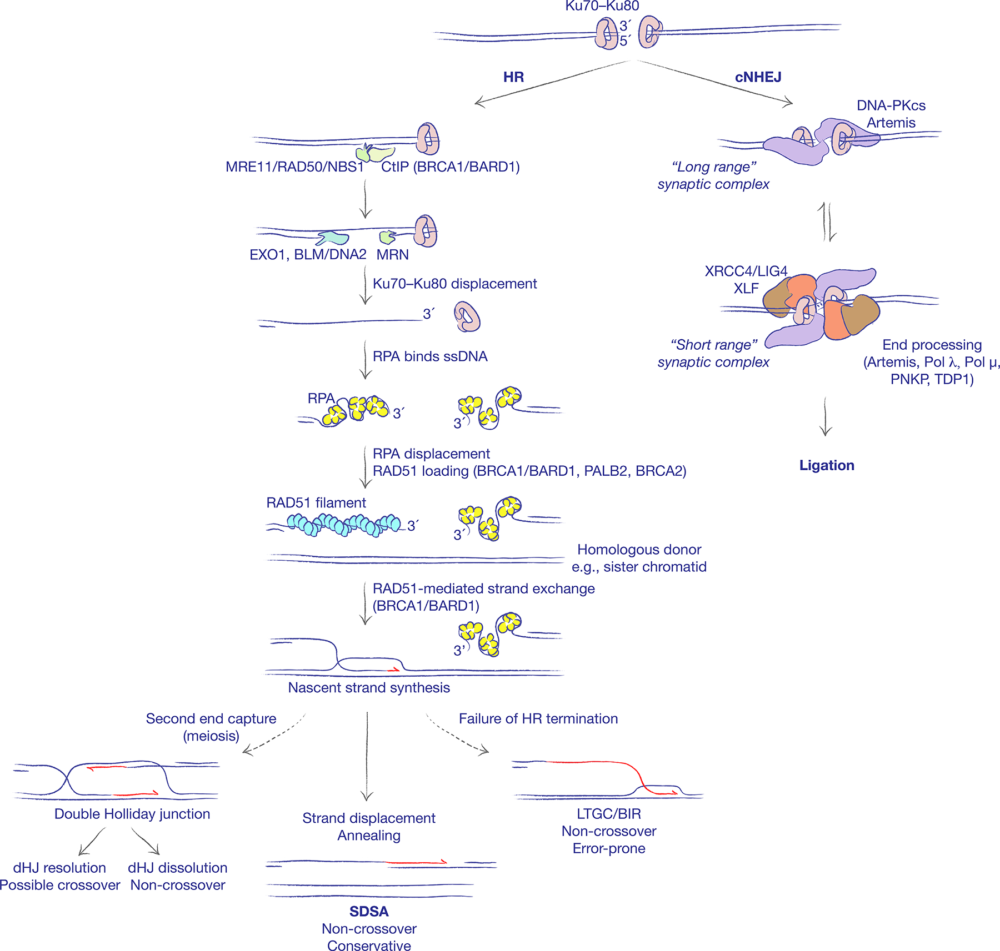 Ku70–Ku80
3´
5´
HR
cNHEJ
DNA-PKcs
Artemis
MRE11/RAD50/NBS1
CtIP (BRCA1/BARD1)
“Long range”
synaptic complex
EXO1, BLM/DNA2
MRN
Ku70–Ku80 displacement
3´
XRCC4/LIG4
XLF
“Short range”
synaptic complex
End processing
(Artemis, Pol λ, Pol μ,
PNKP, TDP1)
Ligation
RPA binds ssDNA
RPA
3´
3´
RPA displacement
RAD51 loading (BRCA1/BARD1, PALB2, BRCA2)
RAD51 filament
3´
3´
Homologous donor
e.g., sister chromatid
RAD51-mediated strand exchange
(BRCA1/BARD1)
3’
Nascent strand synthesis
Second end capture
(meiosis)
Failure of HR termination
Double Holliday junction
dHJ resolution
Possible crossover
dHJ dissolution
Non-crossover
Strand displacement
Annealing
SDSA
Non-crossover
Conservative
LTGC/BIR
Non-crossover
Error-prone